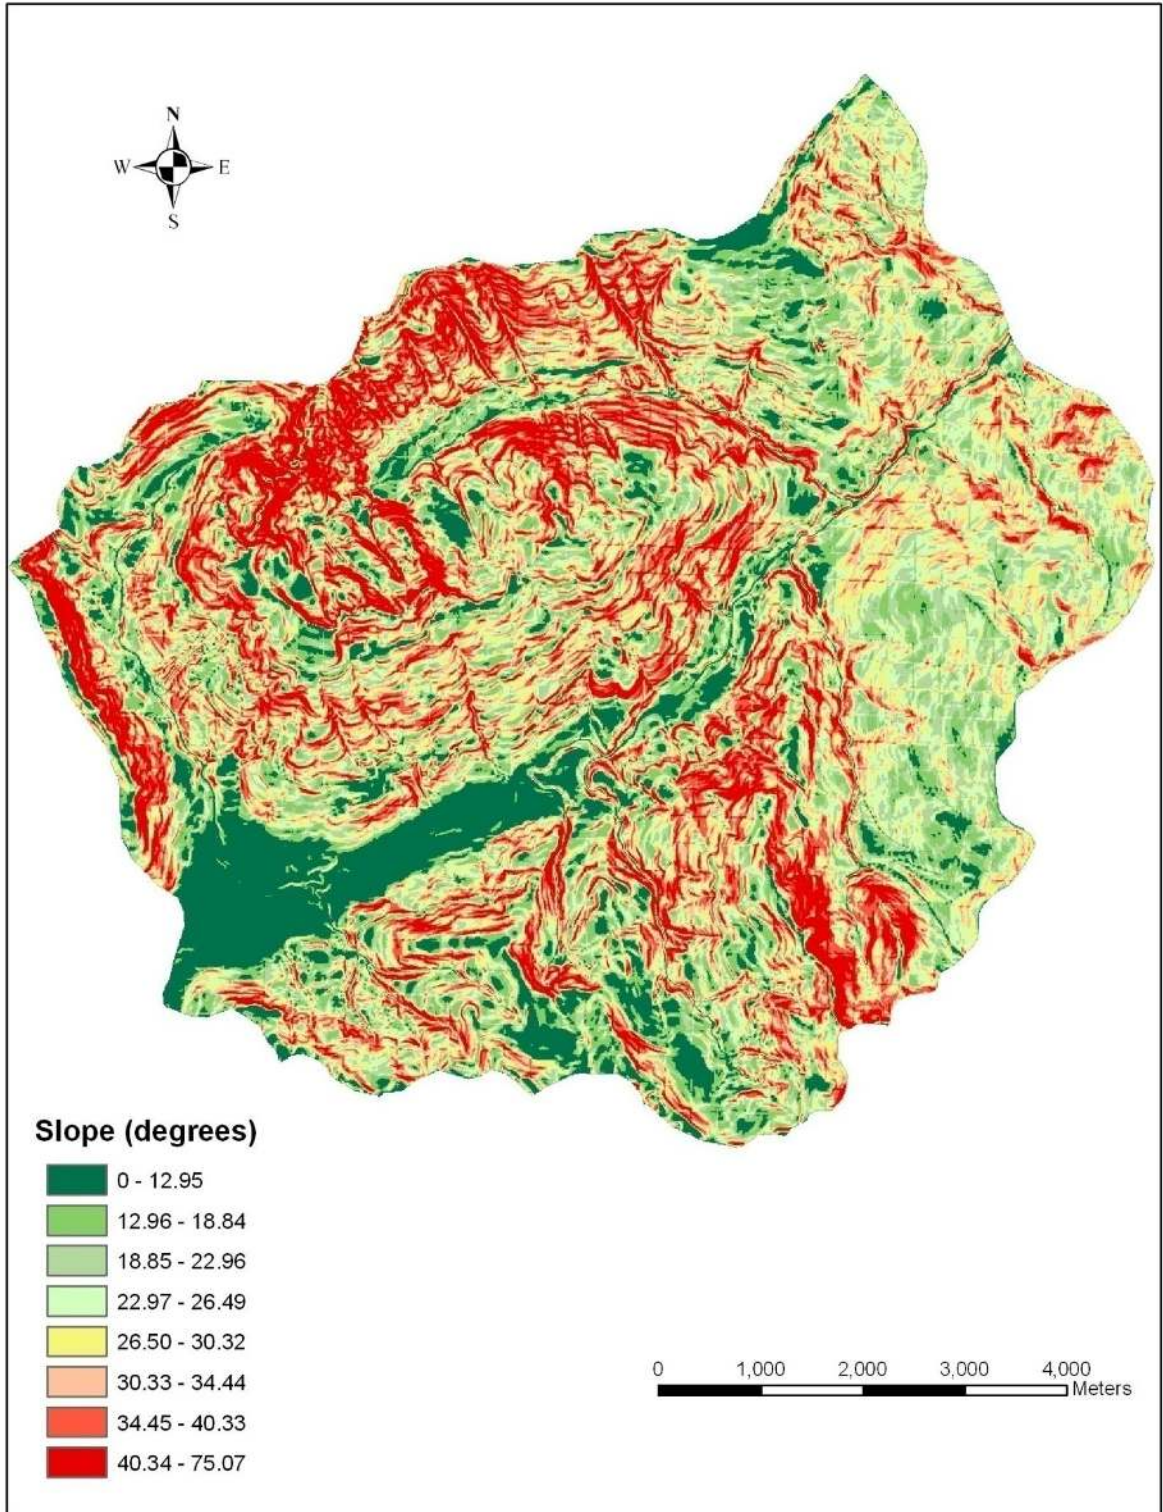 N
W E
S
Slope (degrees)
0 - 12.95
12.96 - 18.84
18.85 - 22.96
22.97 - 26.49
26.50 - 30.32
30.33 - 34.44
34.45 - 40.33
40.34 - 75.07
0 1,000 2,000 3,000 4,000
Meters